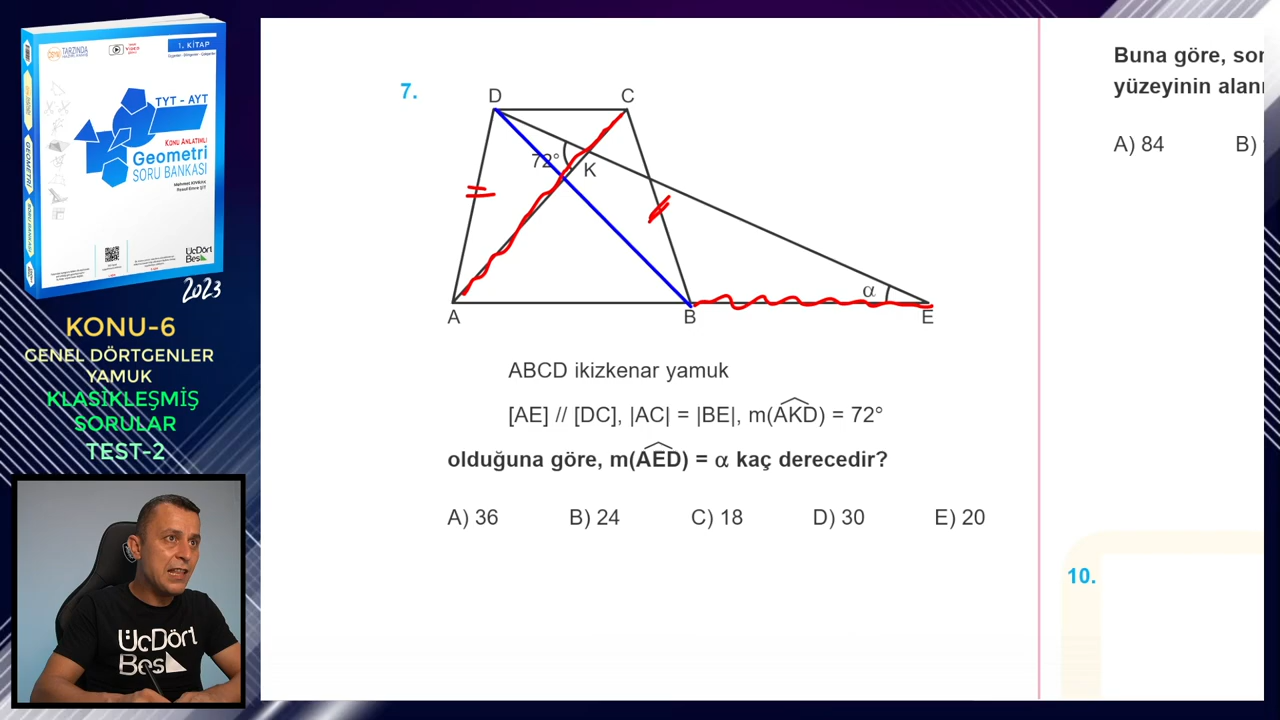 1. KİTAP
TYT - AYT
KONU ANLATIMLI
Geometri
SORU BANKASI
ÜçDört
Beş
2023
KONU-6
GENEL DÖRTGENLER
YAMUK
KLASİKLEŞMİŞ
SORULAR
TEST-2
ÜçDört
Beş
7.
D C
72°
K
α
A B E
ABCD ikizkenar yamuk
[AE] // [DC], |AC| = |BE|, m(AKD) = 72°
olduğuna göre, m(AED) = α kaç derecedir?
A) 36 B) 24 C) 18 D) 30 E) 20
Buna göre, sor
yüzeyinin alanı
A) 84 B)
10.